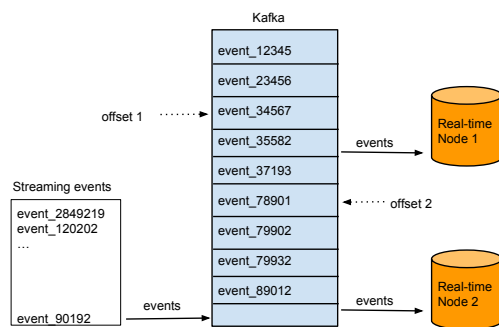 Kafka
event_12345
event_23456
offset 1
event_34567
event_35582
events
Real-time
Node 1
event_37193
Streaming events
event_2849219
event_120202
...
event_78901
offset 2
event_79902
event_79932
event_89012
event_90192
events
events
Real-time
Node 2